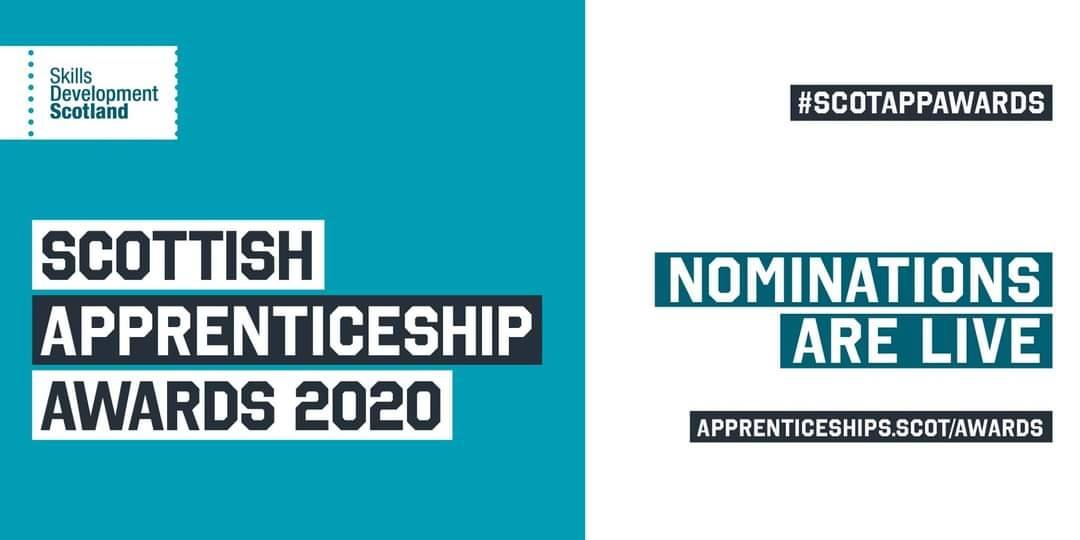 Skills
Development
Scotland
SCOTTISH
APPRENTICESHIP
AWARDS 2020
#SCOTAPPAWARDS
NOMINATIONS
ARE LIVE
APPRENTICESHIPS.SCOT/AWARDS